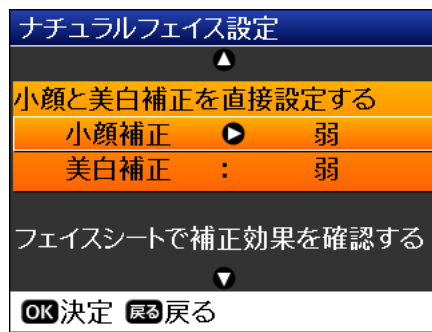 ナチュラルフェイス設定
小顔と美白補正を直接設定する
小顔補正 弱
美白補正 : 弱
フェイスシートで補正効果を確認する
OK決定 戻る戻る